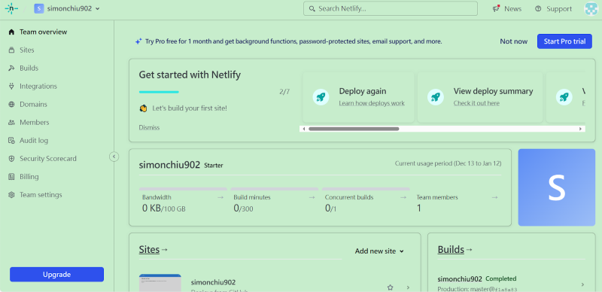 S simonchiu902
Search Netlify...
News
Support
Team overview
Sites
Builds
Integrations
Domains
Members
Audit log
Security Scorecard
Billing
Team settings
Upgrade
Try Pro free for 1 month and get background functions, password-protected sites, email support, and more.
Not now
Start Pro trial
Get started with Netlify
2/7
Let's build your first site!
Dismiss
Deploy again
Learn how deploys work
View deploy summary
Check it out here
simonchiu902 Starter
Current usage period (Dec 13 to Jan 12)
Bandwidth →
0 KB/100 GB
Build minutes →
0/300
Concurrent builds →
0/1
Team members →
1
S
Sites →
Add new site
simonchiu902
Builds →
simonchiu902 Completed
Production: master@